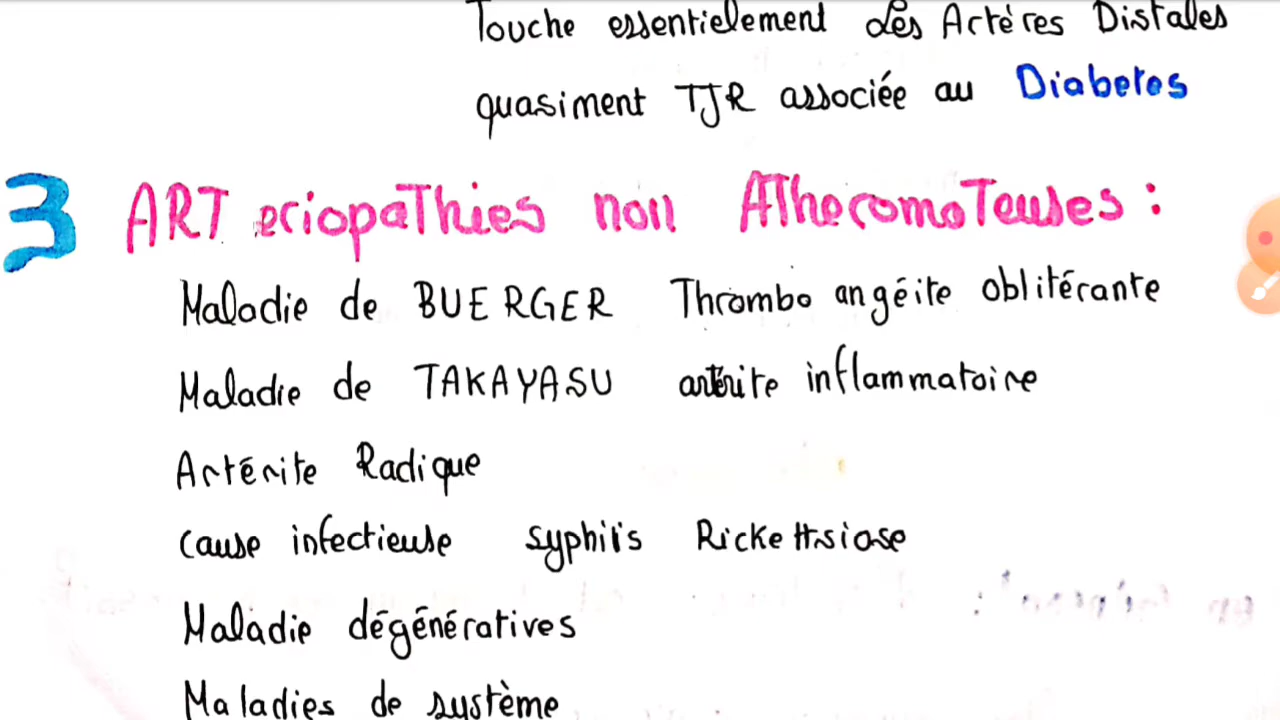 Touche essentielement Les Artères Distales
quasiment TJR associée au Diabetes
3 ARTeriopathies non Atheromateuses :
Maladie de BUERGER Thrombo angéite oblitérante
Maladie de TAKAYASU artérite inflammatoire
Artérite Radique
cause infectieuse syphilis Rickettsiose
Maladie dégénératives
Maladies de système